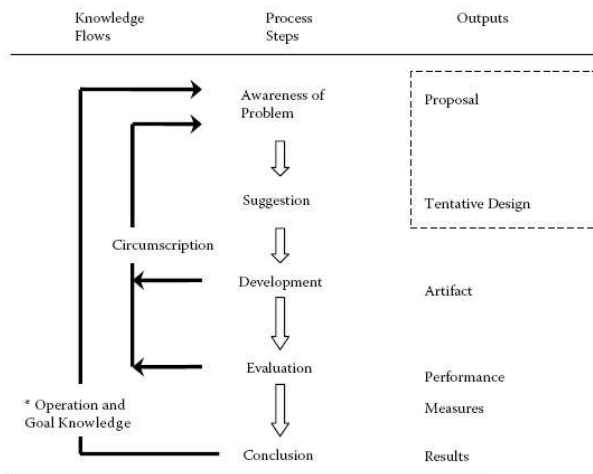 Knowledge Flows
Process Steps
Outputs
Awareness of Problem
Proposal
Suggestion
Tentative Design
Circumscription
Development
Artifact
Evaluation
Performance
Measures
* Operation and
Goal Knowledge
Conclusion
Results